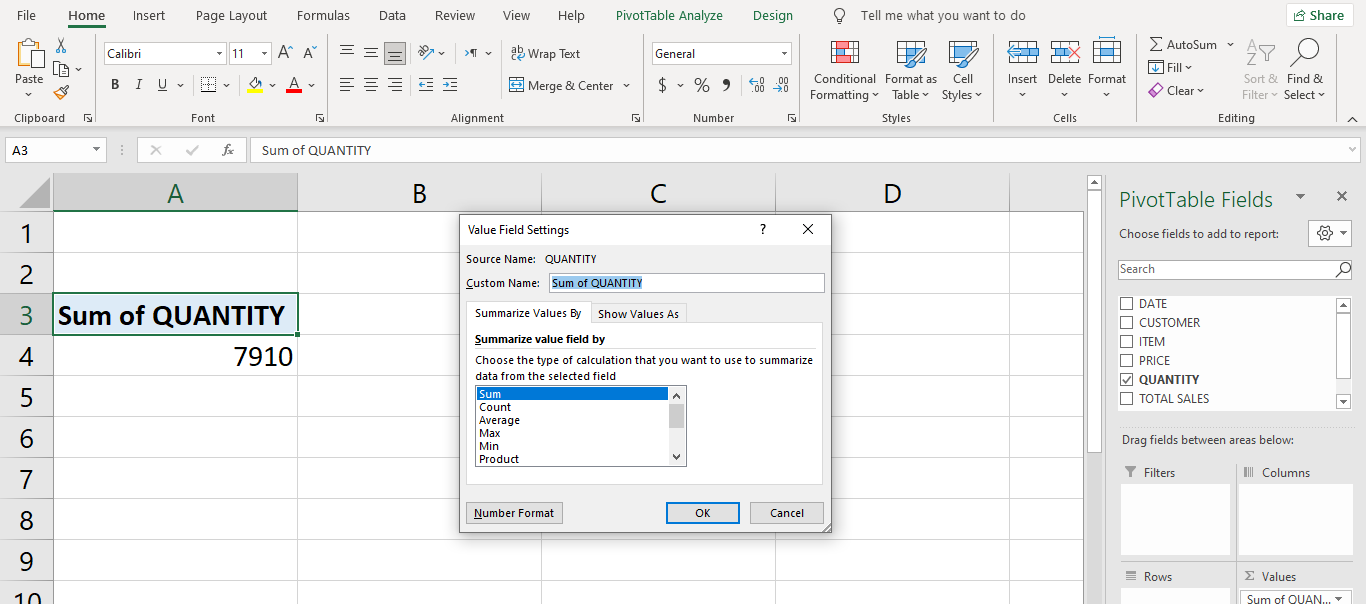 File Home Insert Page Layout Formulas Data Review View Help PivotTable Analyze Design Tell me what you want to do Share
Paste
Calibri 11
B I U
A A
Wrap Text
Merge & Center
General
$ % 9
Conditional Formatting
Format as Table
Cell Styles
Insert Delete Format
AutoSum
Fill
Clear
Sort & Filter
Find & Select
Clipboard Font Alignment Number Styles Cells Editing
A3 fx Sum of QUANTITY
A B C D
1
2
3 Sum of QUANTITY
4 7910
5
6
7
8
9
10
Value Field Settings ?
Source Name: QUANTITY
Custom Name: Sum of QUANTITY
Summarize Values By Show Values As
Summarize value field by
Choose the type of calculation that you want to use to summarize
data from the selected field
Sum
Count
Average
Max
Min
Product
Number Format OK Cancel
PivotTable Fields
Choose fields to add to report:
Search
DATE
CUSTOMER
ITEM
PRICE
QUANTITY
TOTAL SALES
Drag fields between areas below:
Filters Columns
Rows Σ Values
Sum of QUAN...